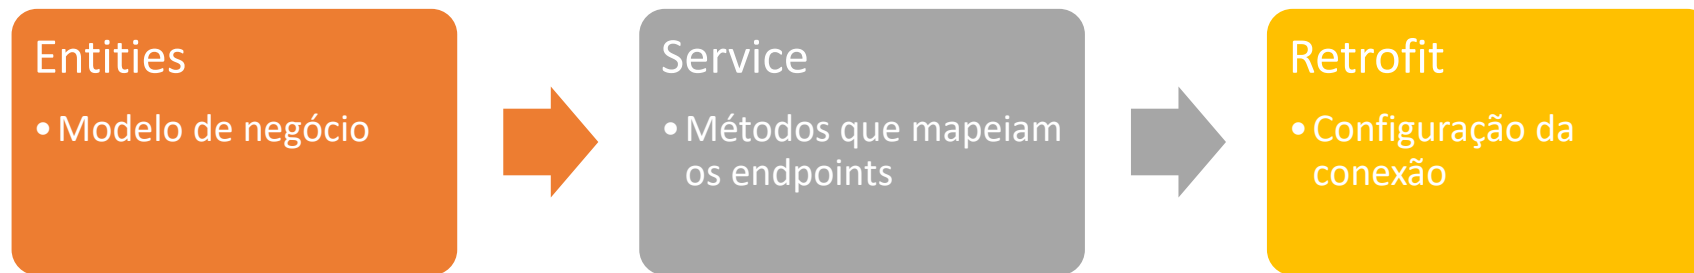 Entities
• Modelo de negócio
Service
• Métodos que mapeiam
os endpoints
Retrofit
• Configuração da
conexão